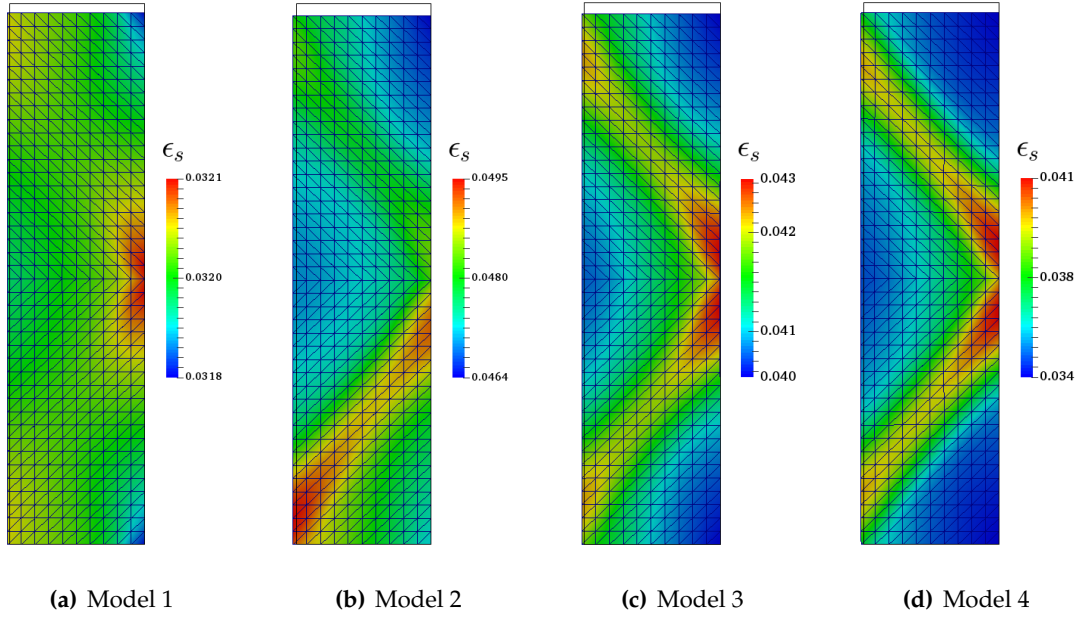 ϵs
0.0321
0.0320
0.0318
ϵs
0.0495
0.0480
0.0464
ϵs
0.043
0.042
0.041
0.040
ϵs
0.041
0.038
0.034
(a) Model 1
(b) Model 2
(c) Model 3
(d) Model 4